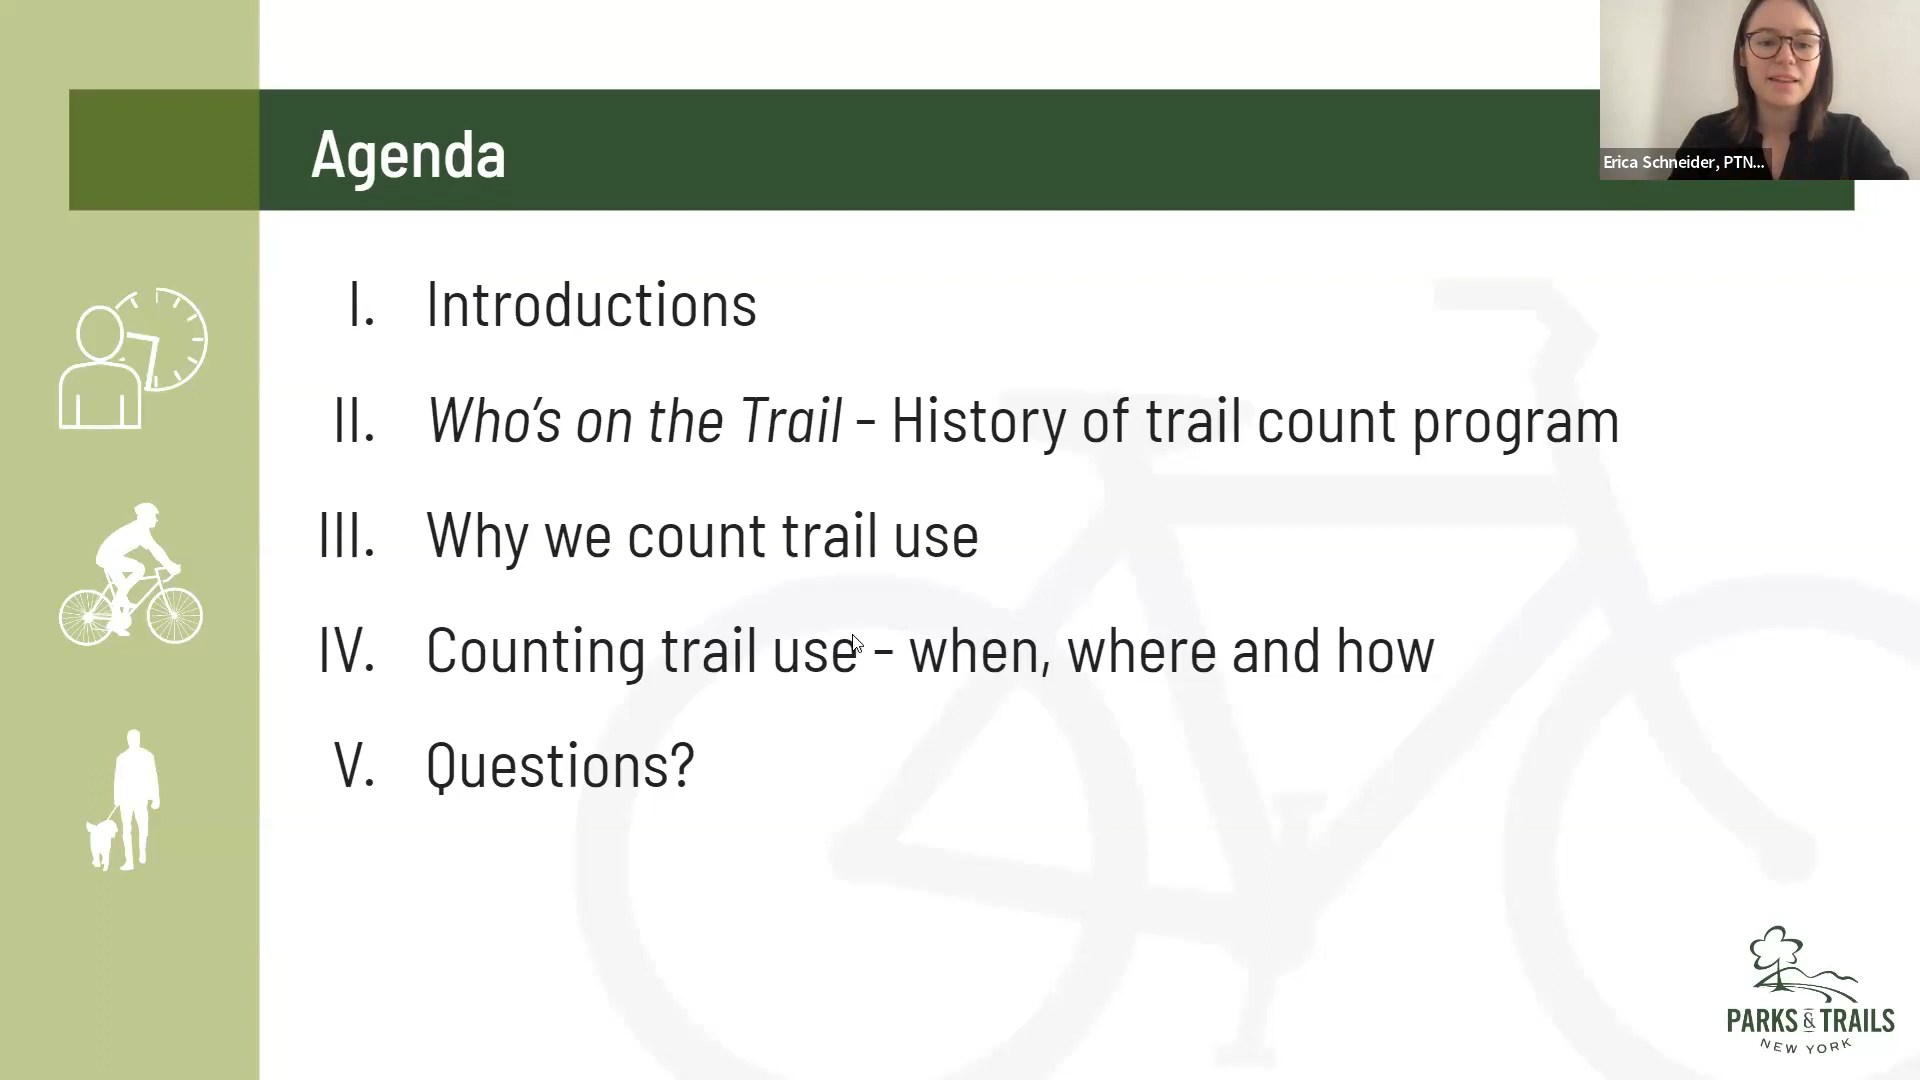 Agenda
Erica Schneider, PTN...
I. Introductions
II. Who's on the Trail - History of trail count program
III. Why we count trail use
IV. Counting trail use - when, where and how
V. Questions?
PARKS & TRAILS
NEW YORK